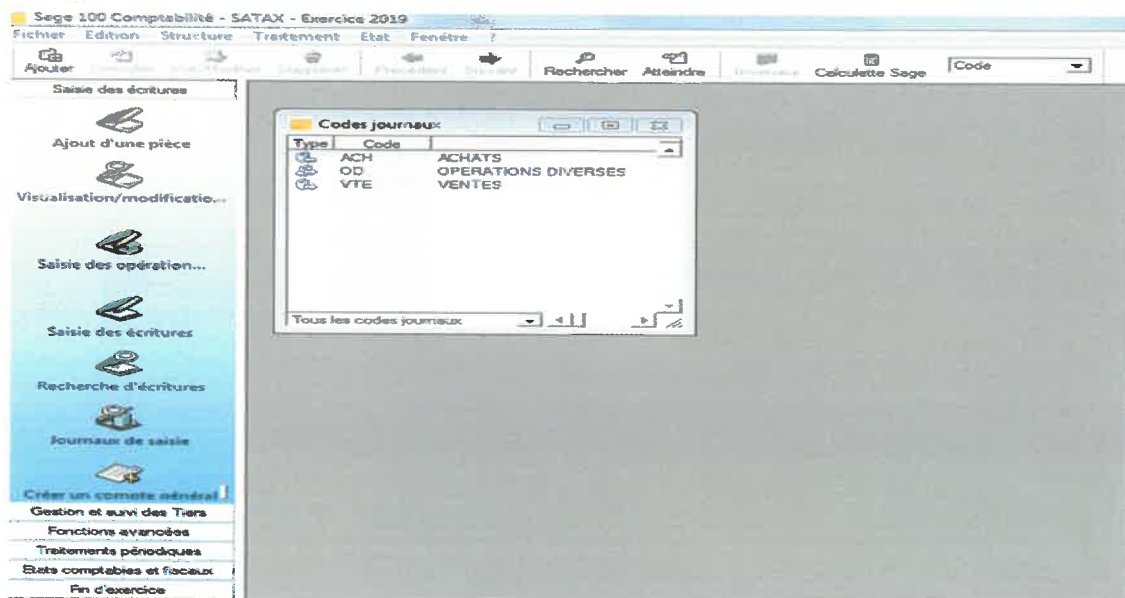 Sage 100 Comptabilité - SATAX - Exercice 2019
Fichier Edition Structure Traitement Etat Fenêtre ?
Ajouter Rechercher Atteindre Calculette Sage Code
Saisie des écritures
Ajout d'une pièce
Visualisation/modificatio...
Saisie des opération...
Saisie des écritures
Recherche d'écritures
Journaux de saisie
Créer un compte général
Gestion et suivi des Tiers
Fonctions avancées
Traitements périodiques
Etats comptables et fiscaux
Fin d'exercice
Codes journaux
Type Code
ACH ACHATS
OD OPERATIONS DIVERSES
VTE VENTES
Tous les codes journaux